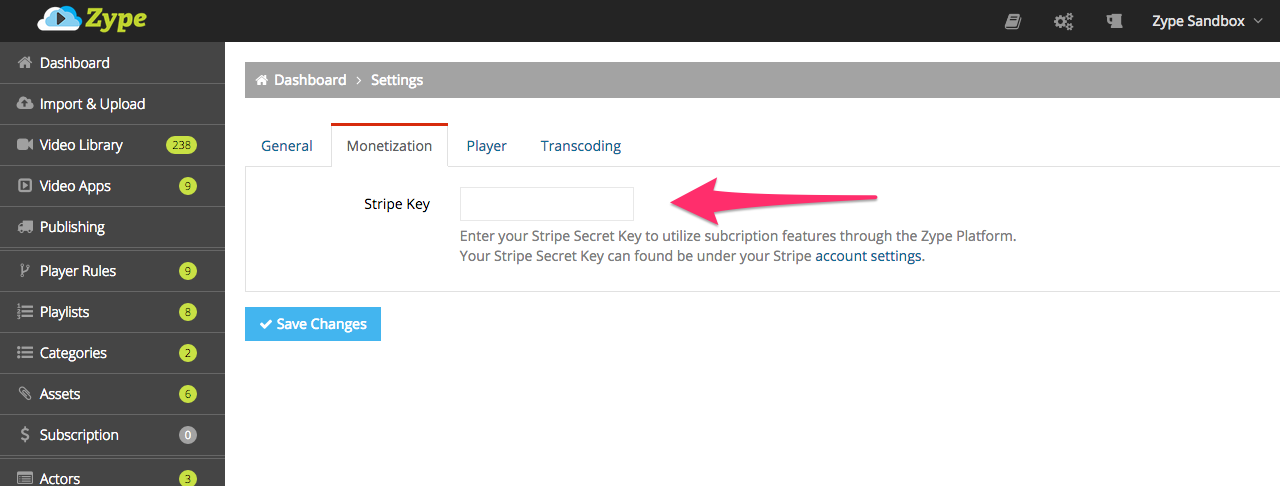 Zype
Zype Sandbox
Dashboard
Import & Upload
Video Library 238
Video Apps 9
Publishing
Player Rules 9
Playlists 8
Categories 2
Assets 6
Subscription 0
Actors 3
Dashboard > Settings
General Monetization Player Transcoding
Stripe Key
Enter your Stripe Secret Key to utilize subcription features through the Zype Platform.
Your Stripe Secret Key can found be under your Stripe account settings.
Save Changes